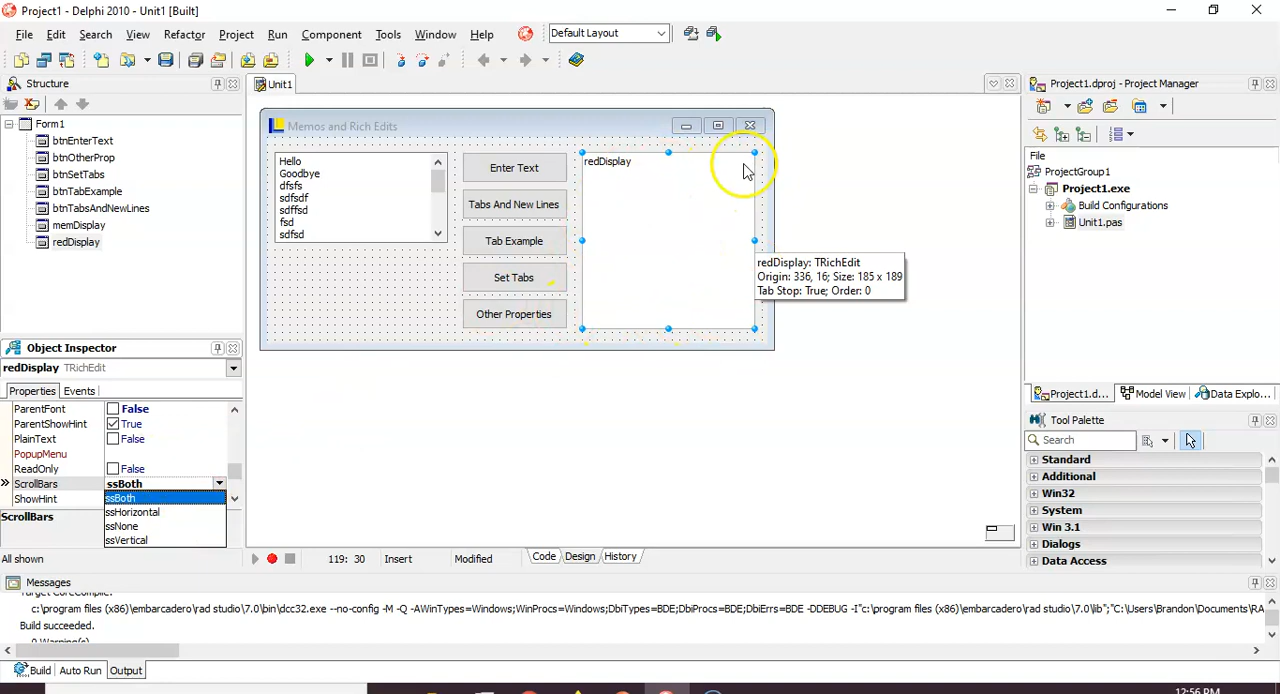 Project1 - Delphi 2010 - Unit1 [Built]
File Edit Search View Refactor Project Run Component Tools Window Help Default Layout
Structure
Form1
btnEnterText
btnOtherProp
btnSetTabs
btnTabExample
btnTabsAndNewLines
memDisplay
redDisplay
Object Inspector
redDisplay TRichEdit
Properties Events
ParentFont False
ParentShowHint True
PlainText False
PopupMenu
ReadOnly False
ScrollBars ssBoth
ShowHint
ssBoth
ssHorizontal
ssNone
ssVertical
ScrollBars
All shown
Unit1
Memos and Rich Edits
Hello
Goodbye
dfsfs
sdfsdf
sdffsd
fsd
sdfsd
Enter Text
Tabs And New Lines
Tab Example
Set Tabs
Other Properties
redDisplay
redDisplay: TRichEdit
Origin: 336, 16; Size: 185 x 189
Tab Stop: True; Order: 0
119: 30 Insert Modified Code Design History
Project1.dproj - Project Manager
File
ProjectGroup1
Project1.exe
Build Configurations
Unit1.pas
Project1.d... Model View Data Explo...
Tool Palette
Search
Standard
Additional
Win32
System
Win 3.1
Dialogs
Data Access
Messages
Target CoreCompile:
c:\program files (x86)\embarcadero\rad studio\7.0\bin\dcc32.exe --no-config -M -Q -AWinTypes=Windows;WinProcs=Windows;DbiTypes=BDE;DbiProcs=BDE;DbiErrs=BDE -DDEBUG -I"c:\program files (x86)\embarcadero\rad studio\7.0\lib";"C:\Users\Brandon\Documents\RA
Build succeeded.
0 Warning(s)
Build Auto Run Output
12:56 PM